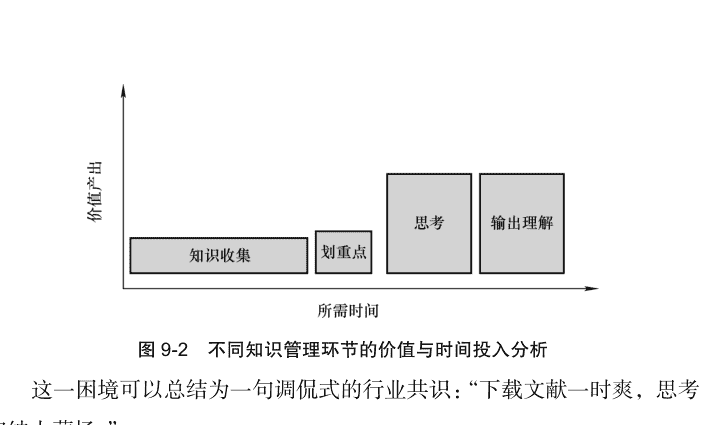 价值产出
知识收集
划重点
思考
输出理解
所需时间
图 9-2 不同知识管理环节的价值与时间投入分析
这一困境可以总结为一句调侃式的行业共识：“下载文献一时爽，思考